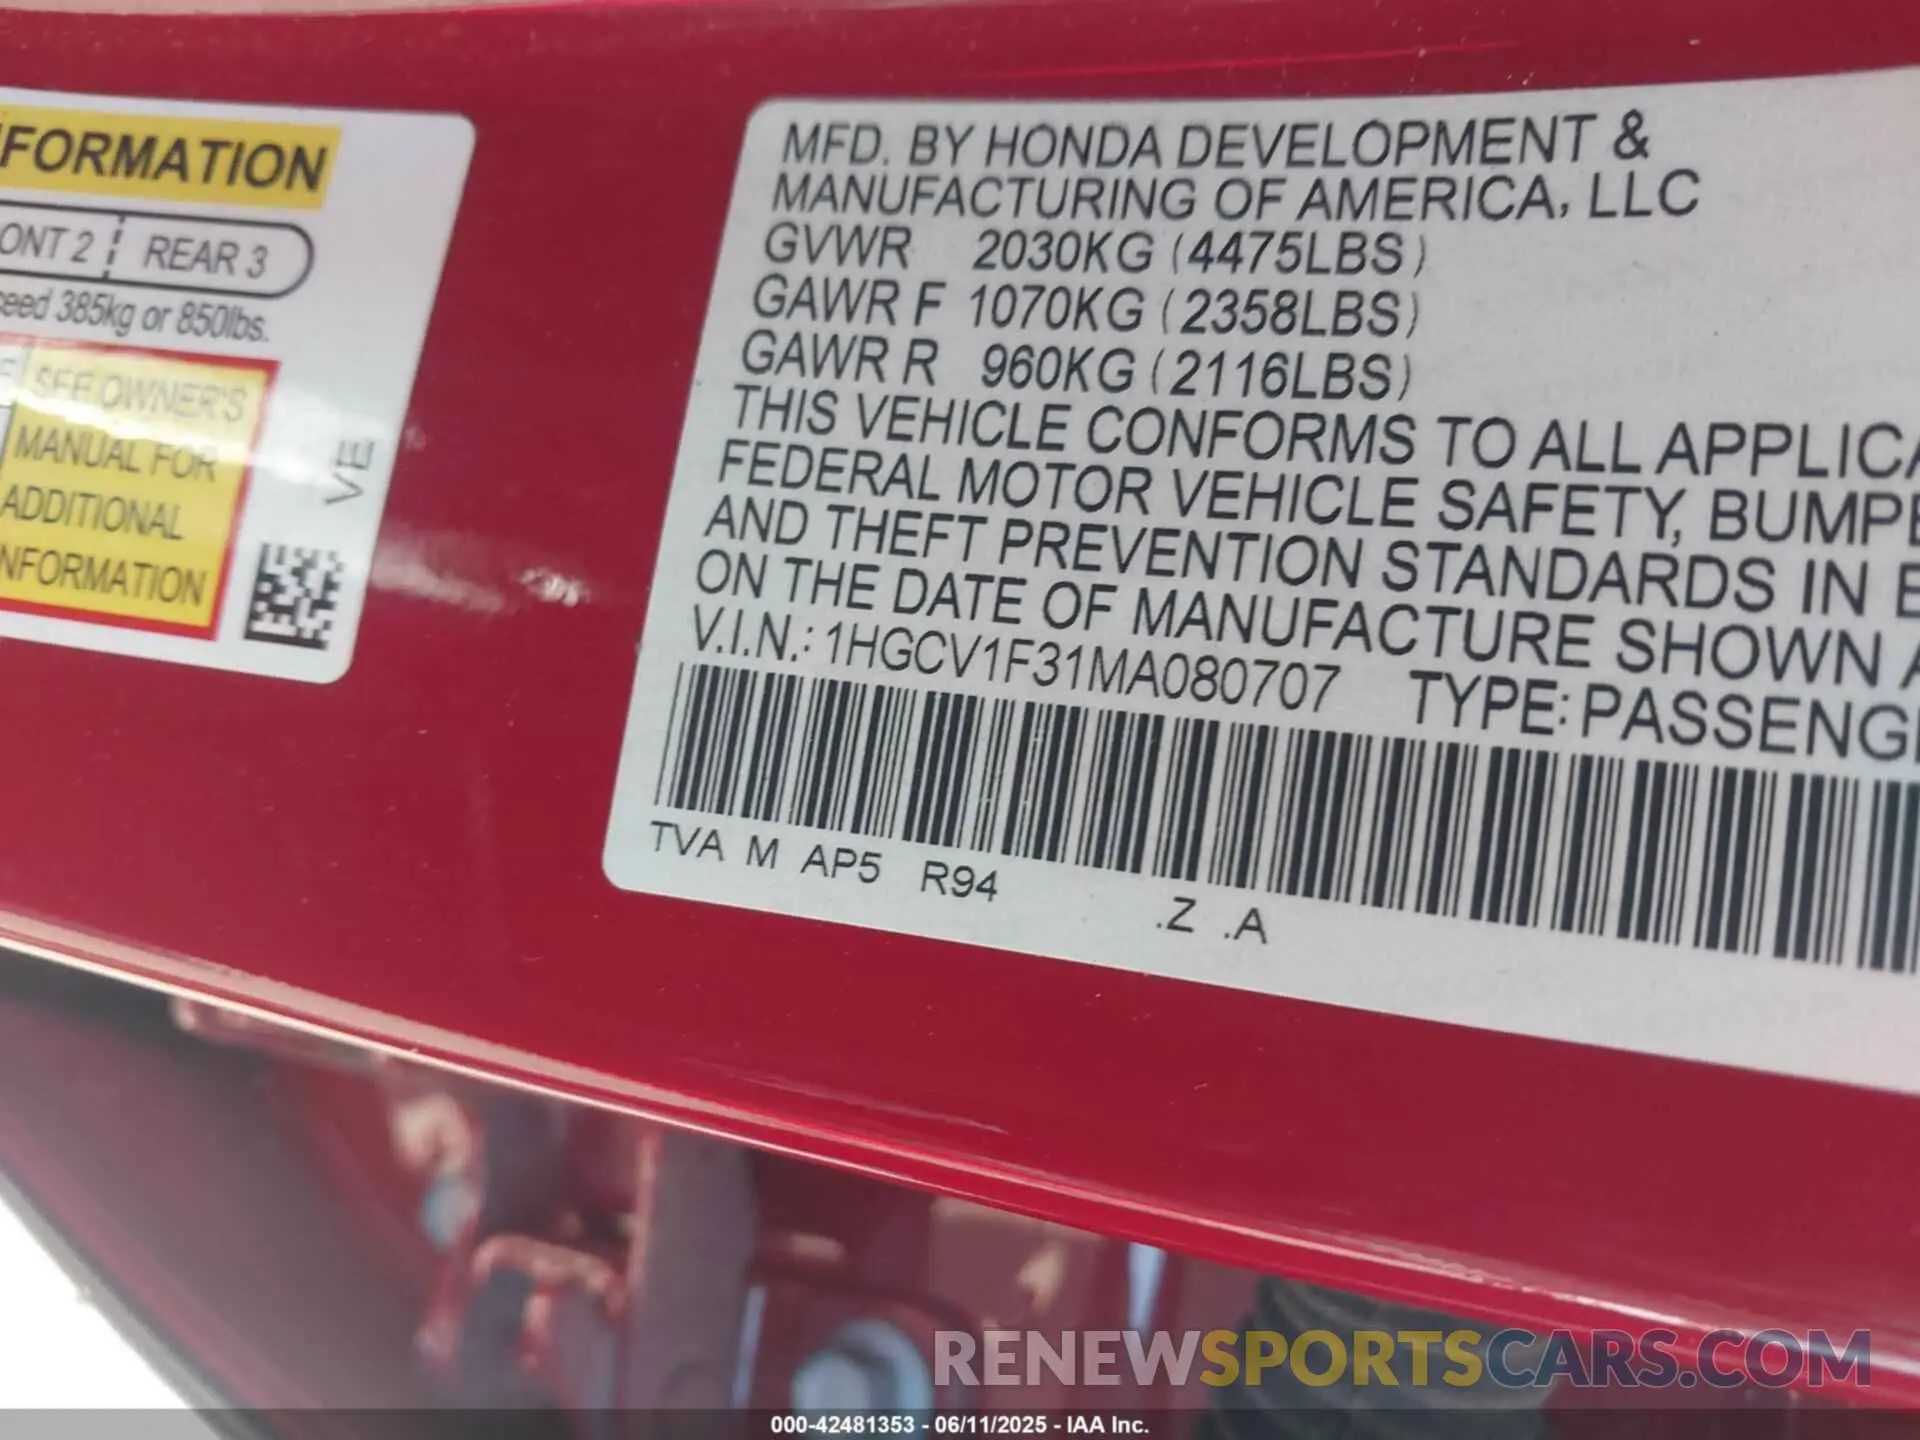 FORMATION
ONT 2 REAR 3
eed 385kg or 850lbs.
SEE OWNER'S
MANUAL FOR
ADDITIONAL
NFORMATION
VE
MFD. BY HONDA DEVELOPMENT &
MANUFACTURING OF AMERICA, LLC
GVWR 2030KG (4475LBS)
GAWR F 1070KG (2358LBS)
GAWR R 960KG (2116LBS)
THIS VEHICLE CONFORMS TO ALL APPLICA
FEDERAL MOTOR VEHICLE SAFETY, BUMPE
AND THEFT PREVENTION STANDARDS IN E
ON THE DATE OF MANUFACTURE SHOWN A
V.I.N.: 1HGCV1F31MA080707 TYPE: PASSENG
TVA M AP5 R94 .Z .A
RENEWSPORTSCARS.COM
000-42481353 - 06/11/2025 - IAA Inc.